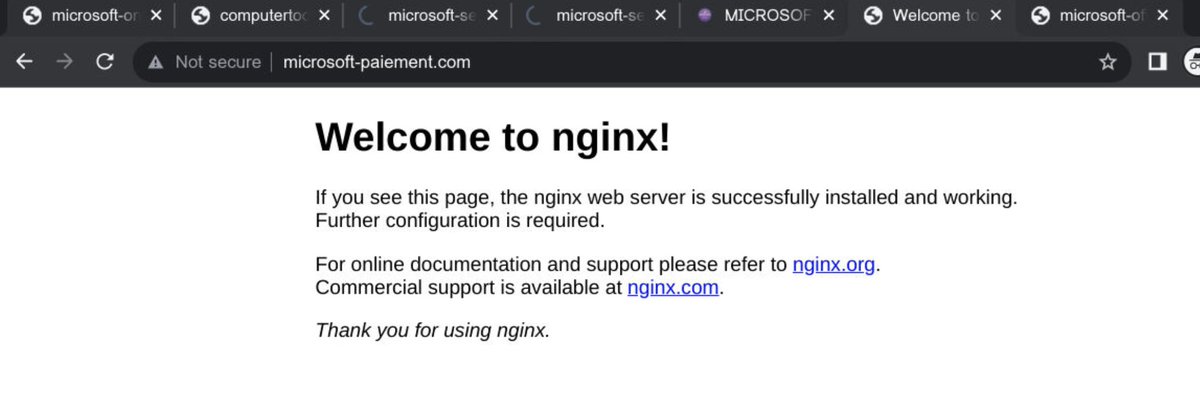 microsoft-on computertoo microsoft-se microsoft-se MICROSOF Welcome to microsoft-of
Not secure microsoft-paiement.com
Welcome to nginx!
If you see this page, the nginx web server is successfully installed and working.
Further configuration is required.
For online documentation and support please refer to nginx.org.
Commercial support is available at nginx.com.
Thank you for using nginx.